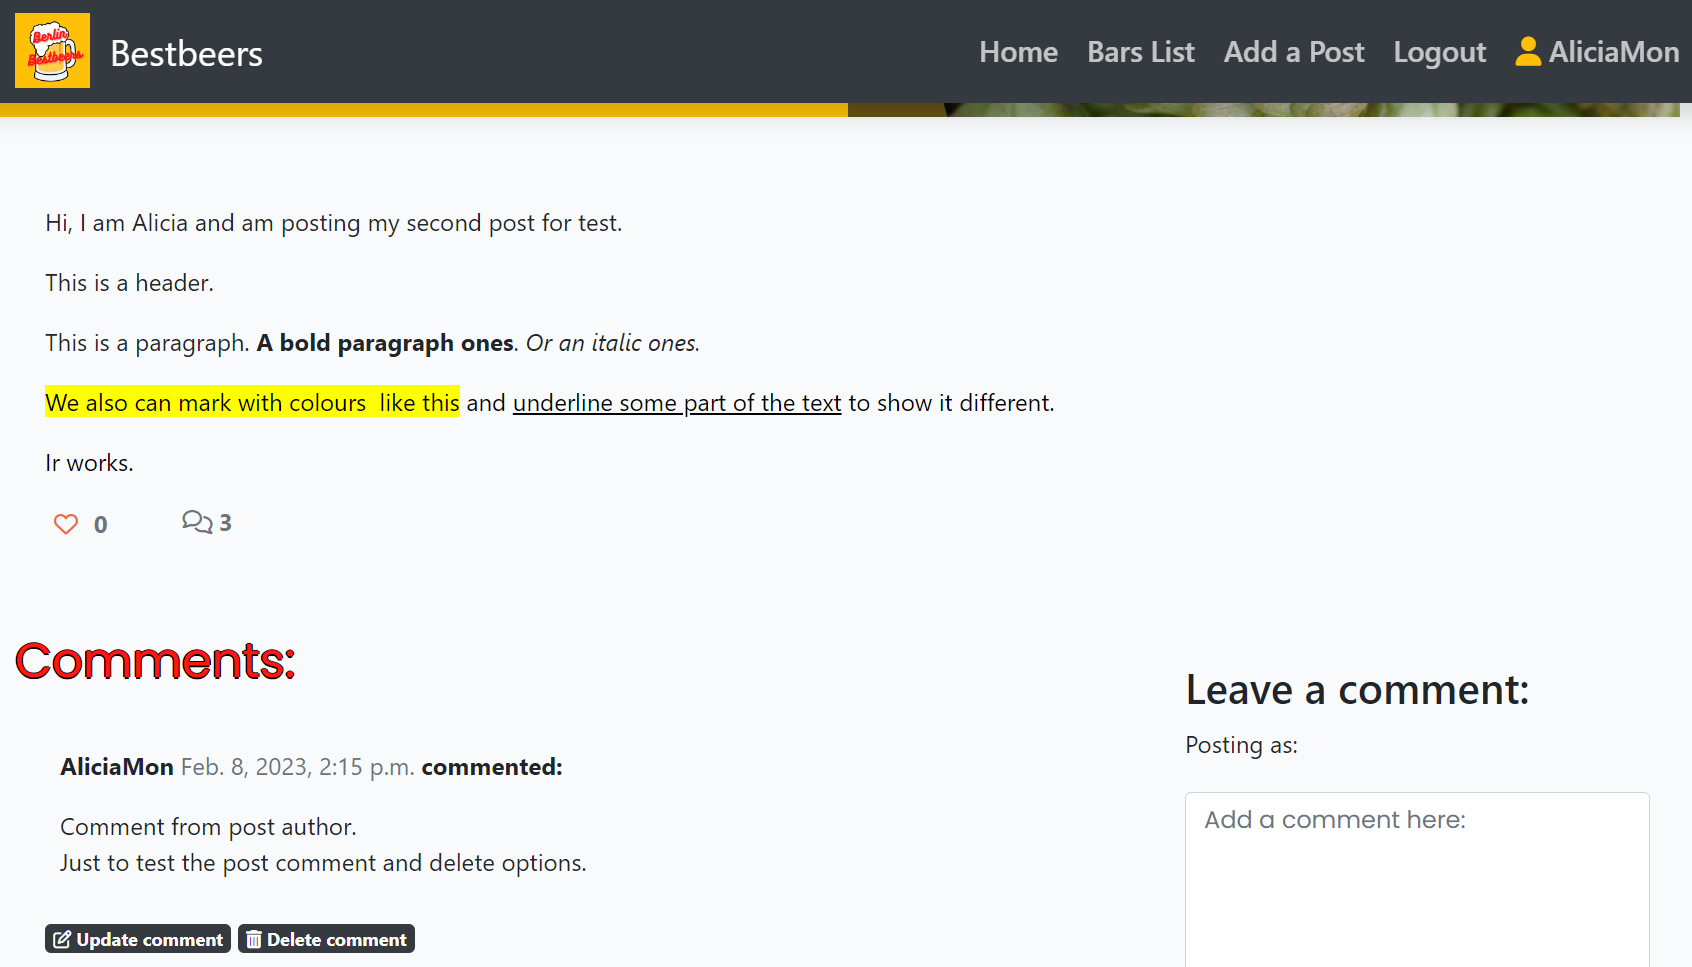 Berlin
Bestbeers
Bestbeers
Home Bars List Add a Post Logout AliciaMon
Hi, I am Alicia and am posting my second post for test.
This is a header.
This is a paragraph. A bold paragraph ones. Or an italic ones.
We also can mark with colours  like this and underline some part of the text to show it different.
Ir works.
0 3
Comments:
AliciaMon Feb. 8, 2023, 2:15 p.m. commented:
Comment from post author.
Just to test the post comment and delete options.
Update comment Delete comment
Leave a comment:
Posting as:
Add a comment here: